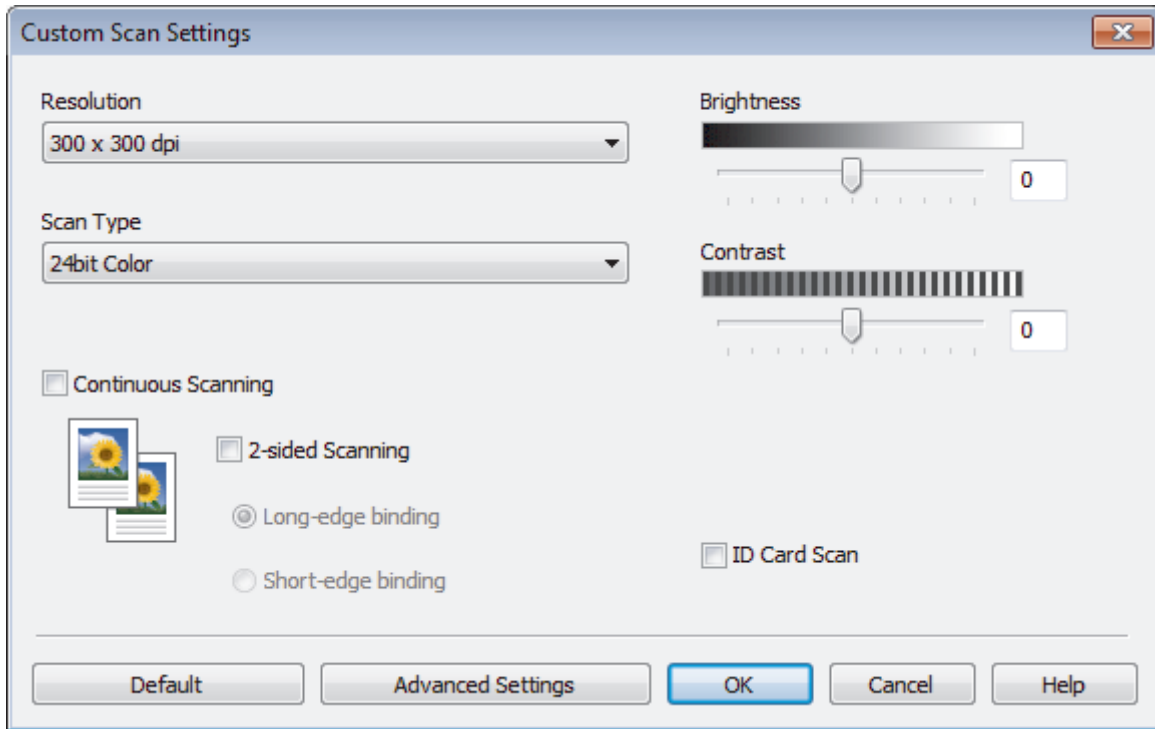 Custom Scan Settings
Resolution
300 x 300 dpi
Scan Type
24bit Color
Brightness
0
Contrast
0
Continuous Scanning
2-sided Scanning
Long-edge binding
Short-edge binding
ID Card Scan
Default
Advanced Settings
OK
Cancel
Help